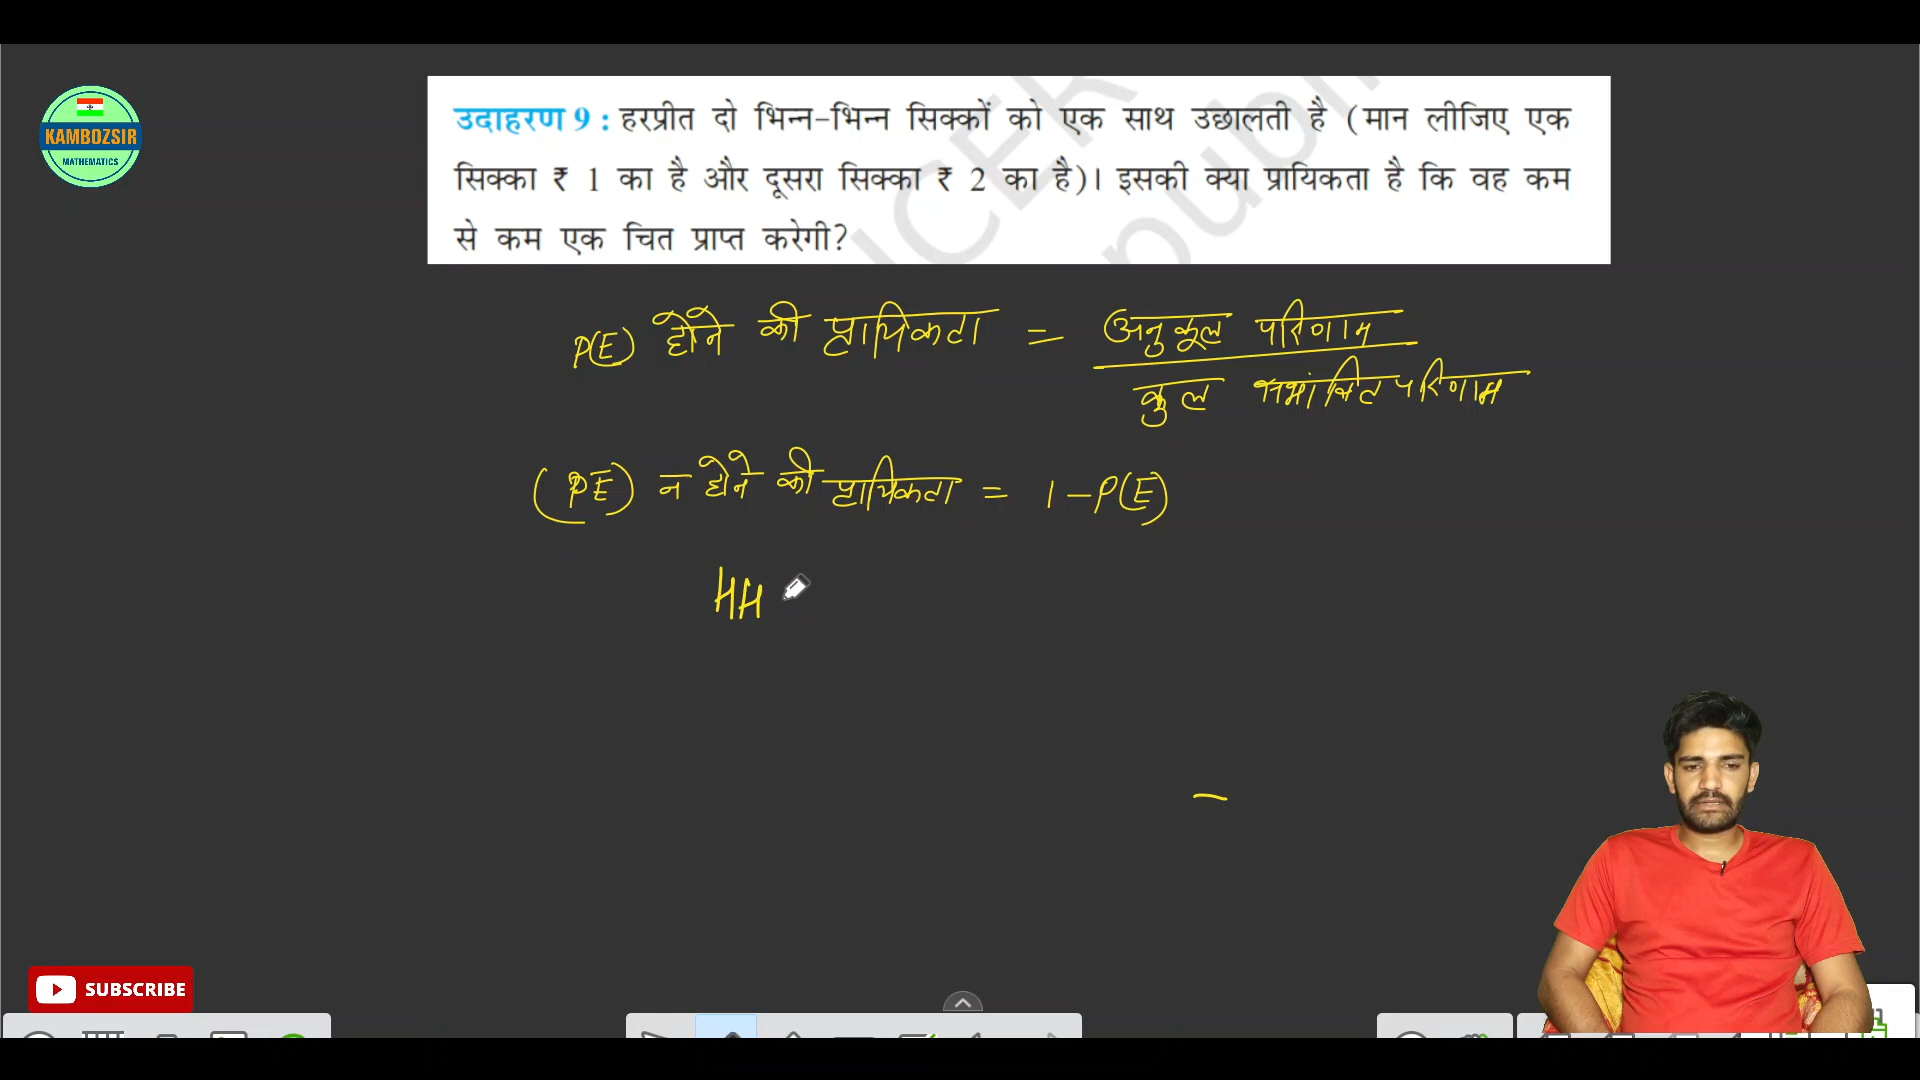 KAMBOZSIR
MATHEMATICS
उदाहरण 9 : हरप्रीत दो भिन्न-भिन्न सिक्कों को एक साथ उछालती है (मान लीजिए एक
सिक्का ₹ 1 का है और दूसरा सिक्का ₹ 2 का है)। इसकी क्या प्रायिकता है कि वह कम
से कम एक चित प्राप्त करेगी?
P(E) होने की प्रायिकता = अनुकूल परिणाम
कुल परिणाम
(PE) न होने की प्रायिकता = 1 - P(E)
HH
SUBSCRIBE